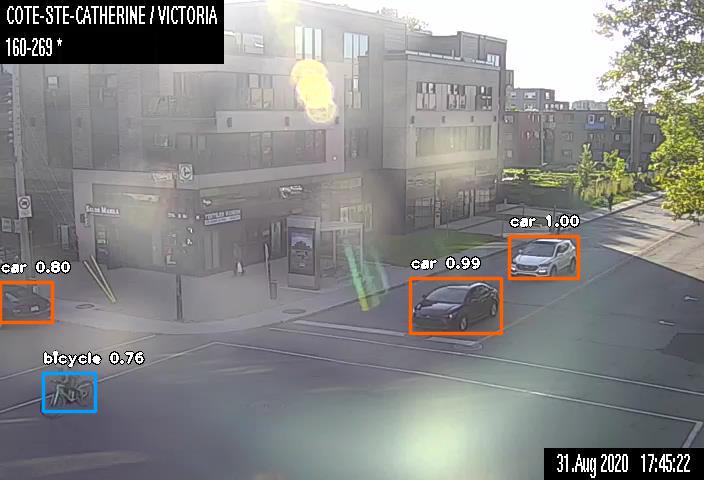 COTE-STE-CATHERINE / VICTORIA
160-269 *
car 1.00
car 0.99
car 0.80
bicycle 0.76
31.Aug 2020 17:45:22